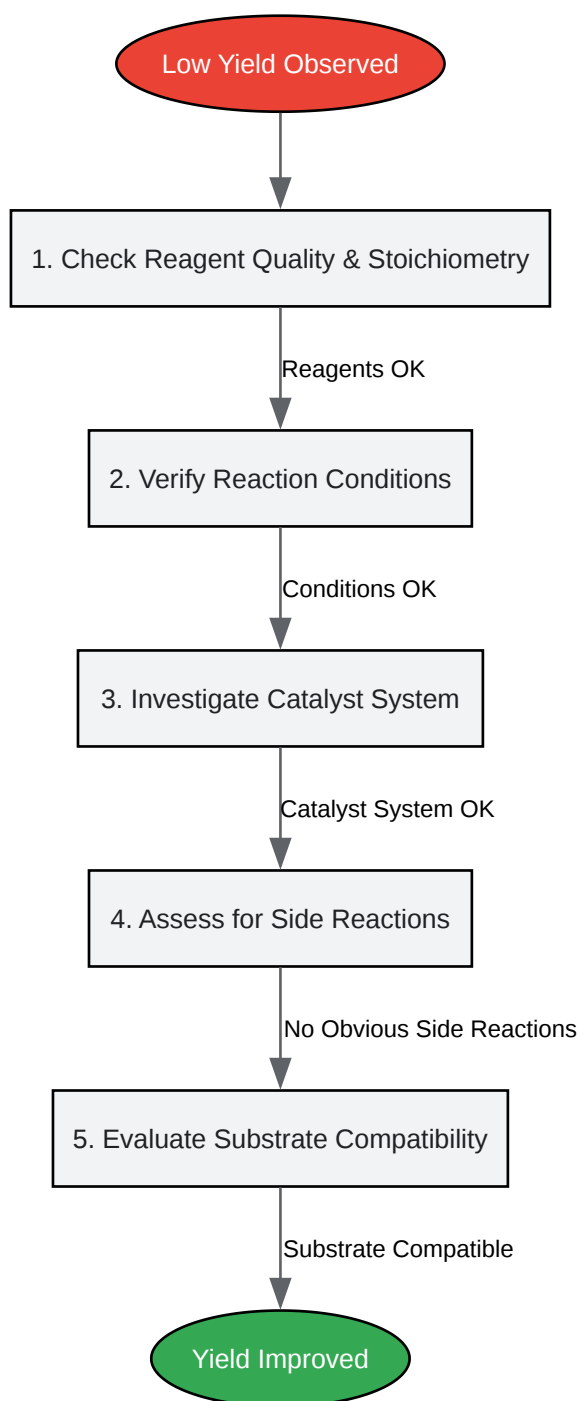 Low Yield Observed
1. Check Reagent Quality & Stoichiometry
Reagents OK
2. Verify Reaction Conditions
Conditions OK
3. Investigate Catalyst System
Catalyst System OK
4. Assess for Side Reactions
No Obvious Side Reactions
5. Evaluate Substrate Compatibility
Substrate Compatible
Yield Improved